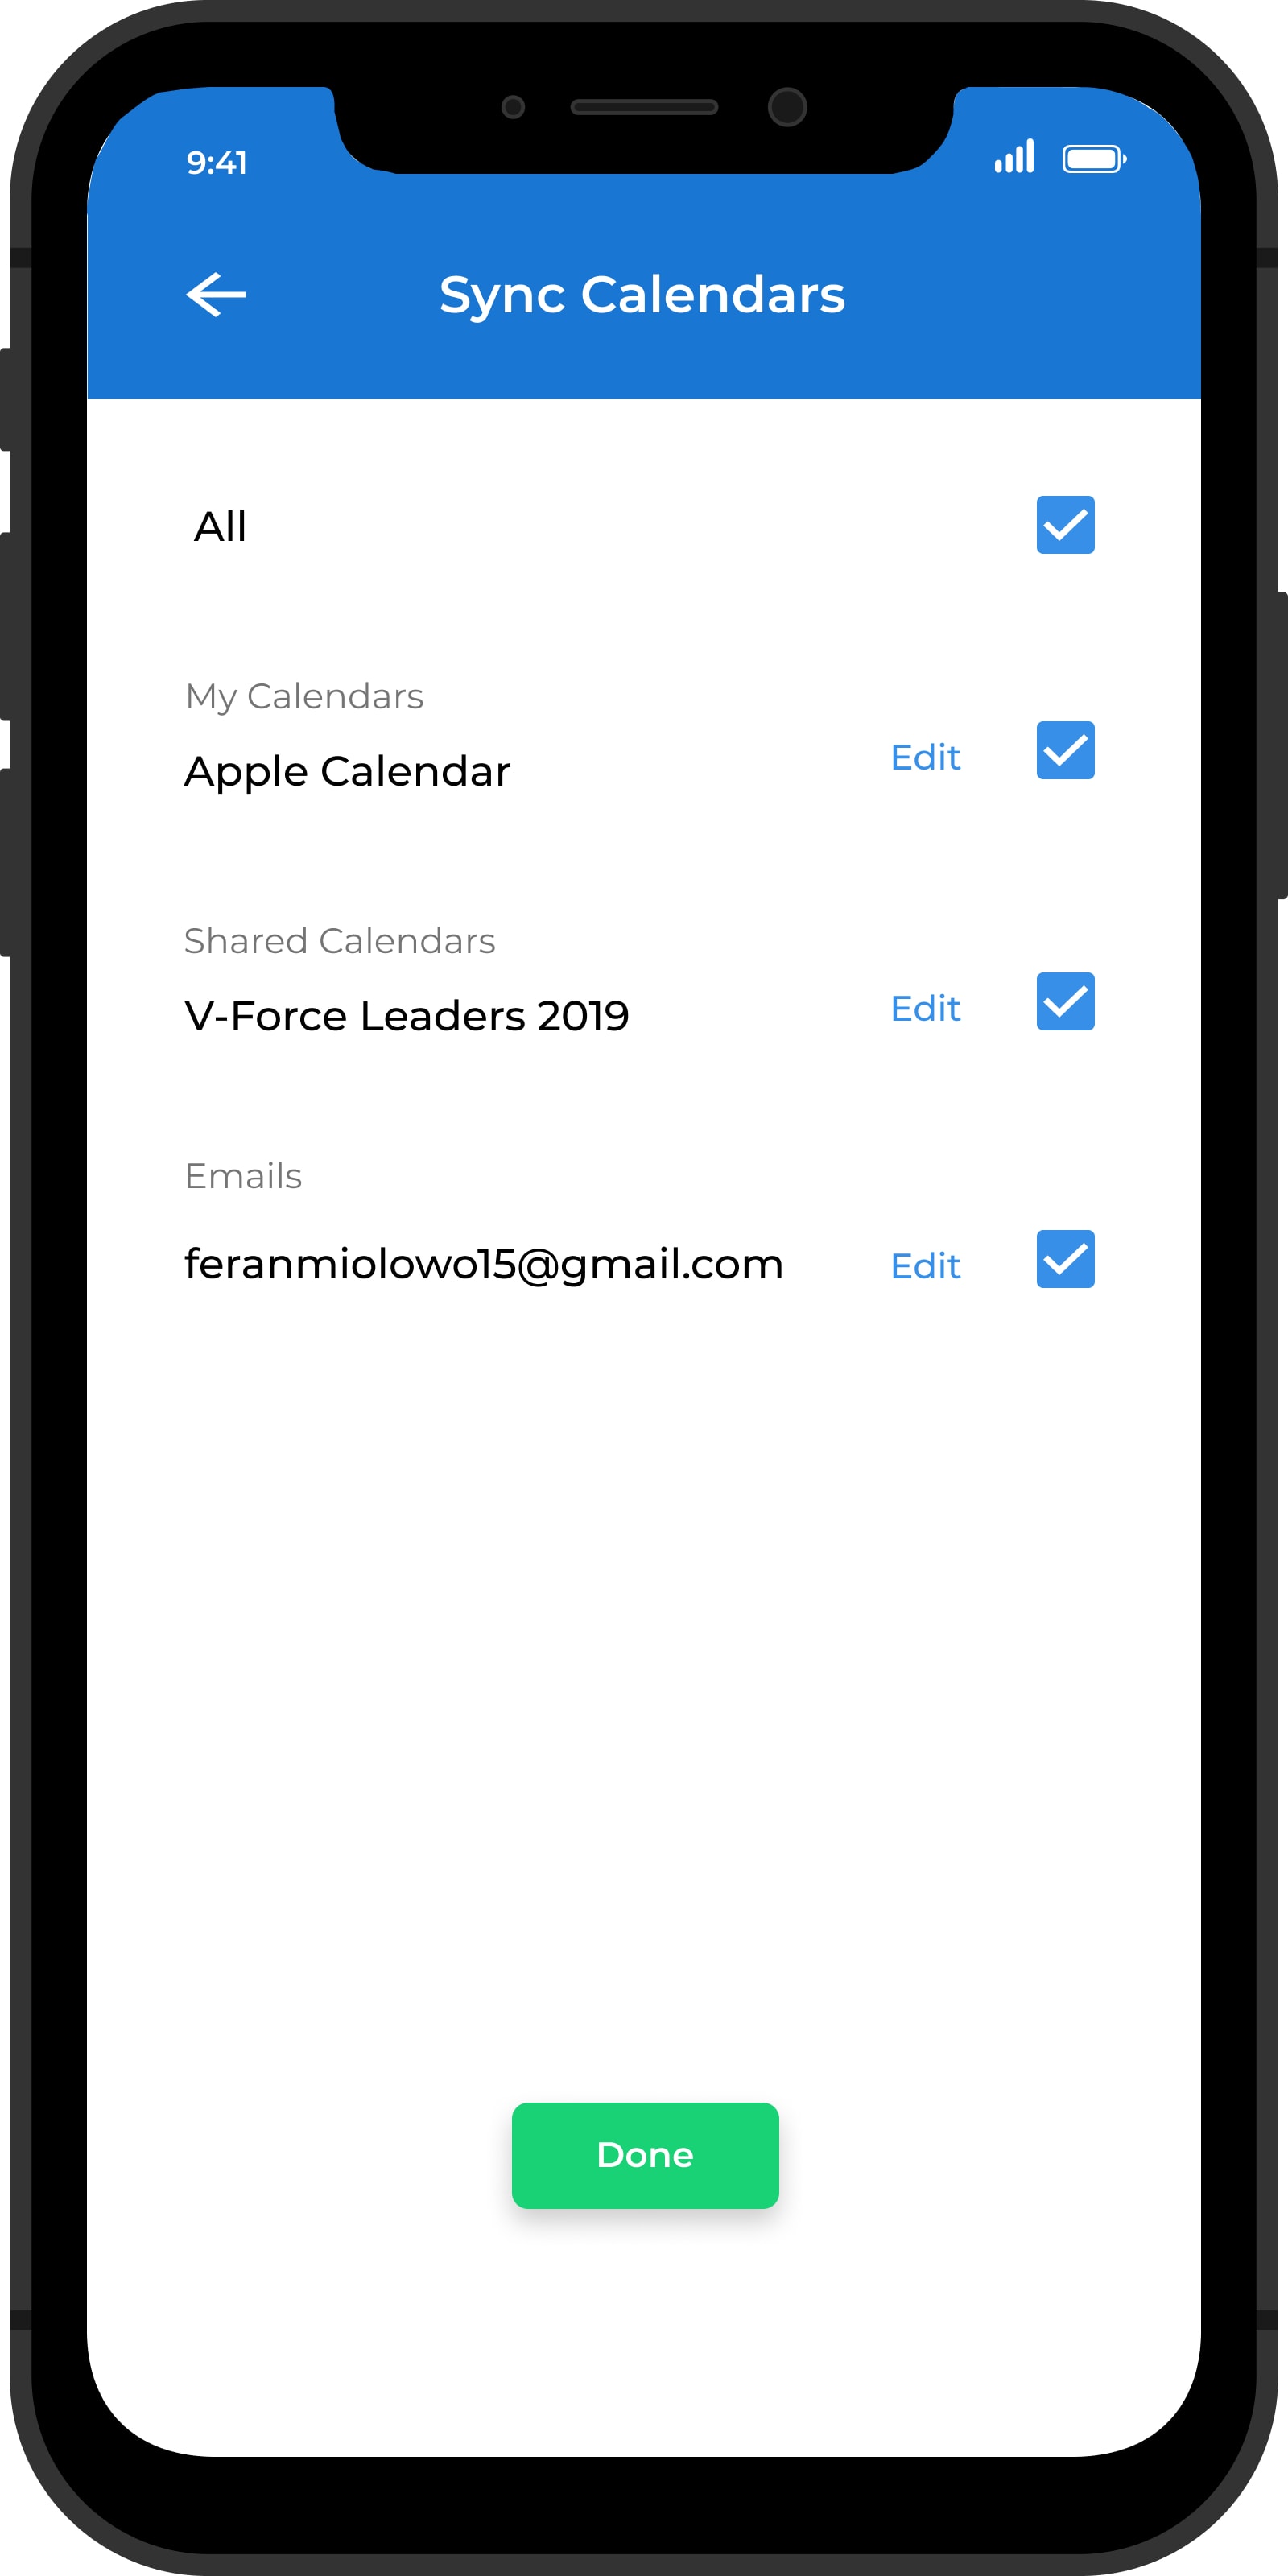 9:41
Sync Calendars
All
My Calendars
Apple Calendar
Edit
Shared Calendars
V-Force Leaders 2019
Edit
Emails
feranmiolowo15@gmail.com
Edit
Done